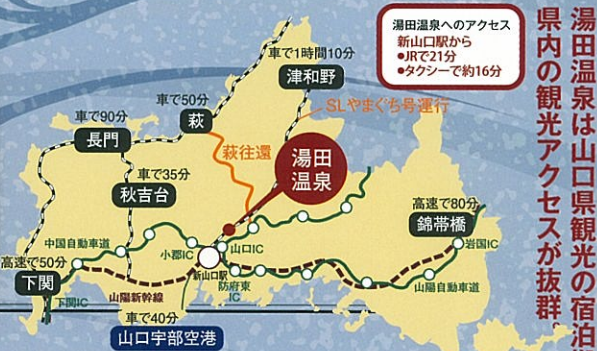 湯田温泉へのアクセス
新山口駅から
●JRで21分
●タクシーで約16分
湯田温泉は山口県観光の宿泊
県内の観光アクセスが抜群。
車で1時間10分
津和野
SLやまぐち号運行
車で50分
萩
車で90分
長門
萩往還
湯田
温泉
車で35分
秋吉台
高速で80分
錦帯橋
岩国IC
中国自動車道
小郡IC
山口IC
新山口駅
高速で50分
下関
下関IC
山陽新幹線
防府東
IC
山陽自動車道
車で40分
山口宇部空港